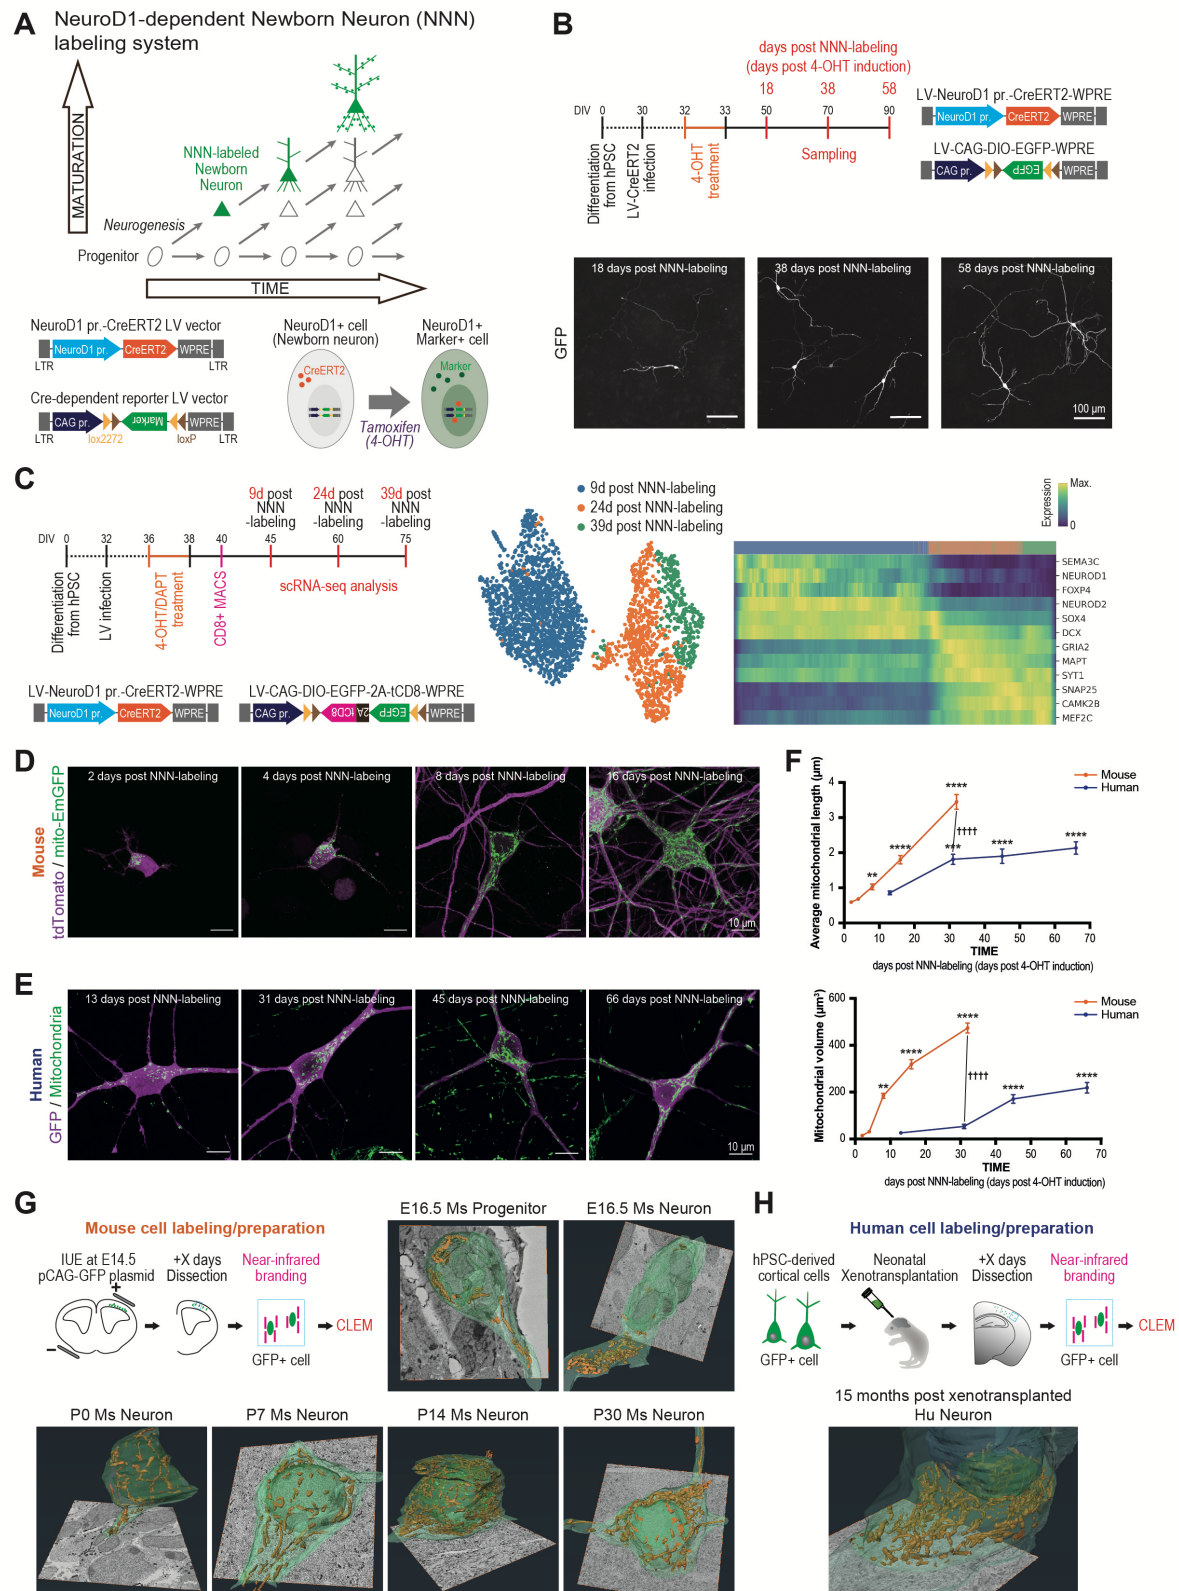 A
NeuroD1-dependent Newborn Neuron (NNN)
labeling system
MATURATION
NNN-labeled
Newborn
Neuron
Neurogenesis
Progenitor
TIME
NeuroD1 pr.-CreERT2 LV vector
NeuroD1 pr.
CreERT2
WPRE
LTR
LTR
Cre-dependent reporter LV vector
CAG pr.
Marker
WPRE
LTR
lox2272
loxP
LTR
NeuroD1+ cell
(Newborn neuron)
CreERT2
Tamoxifen
(4-OHT)
NeuroD1+
Marker+ cell
Marker
B
days post NNN-labeling
(days post 4-OHT induction)
18 38 58
DIV 0 30 32 33 50 70 90
Differentiation
from hPSC
LV-CreERT2
infection
4-OHT
treatment
Sampling
LV-NeuroD1 pr.-CreERT2-WPRE
NeuroD1 pr.
CreERT2
WPRE
LV-CAG-DIO-EGFP-WPRE
CAG pr.
EGFP
WPRE
GFP
18 days post NNN-labeling
38 days post NNN-labeling
58 days post NNN-labeling
100 µm
C
9d post
NNN
-labeling
24d post
NNN
-labeling
39d post
NNN
-labeling
DIV 0 32 36 38 40 45 60 75
Differentiation
from hPSC
LV infection
4-OHT/DAPT
treatment
CD8+ MACS
scRNA-seq analysis
LV-NeuroD1 pr.-CreERT2-WPRE
NeuroD1 pr.
CreERT2
WPRE
LV-CAG-DIO-EGFP-2A-tCD8-WPRE
CAG pr.
tCD8
2A
EGFP
WPRE
9d post NNN-labeling
24d post NNN-labeling
39d post NNN-labeling
Expression
Max.
0
SEMA3C
NEUROD1
FOXP4
NEUROD2
SOX4
DCX
GRIA2
MAPT
SYT1
SNAP25
CAMK2B
MEF2C
D
Mouse
tdTomato / mito-EmGFP
2 days post NNN-labeling
4 days post NNN-labeing
8 days post NNN-labeling
16 days post NNN-labeling
10 µm
E
Human
GFP / Mitochondria
13 days post NNN-labeling
31 days post NNN-labeling
45 days post NNN-labeling
66 days post NNN-labeling
10 µm
F
Average mitochondrial length (µm)
4
3
2
1
0
**
****
****
††††
***
****
****
Mouse
Human
0 10 20 30 40 50 60 70
TIME
days post NNN-labeling (days post 4-OHT induction)
Mitochondrial volume (µm³)
600
400
200
0
**
****
****
††††
****
****
Mouse
Human
0 10 20 30 40 50 60 70
TIME
days post NNN-labeling (days post 4-OHT induction)
G
Mouse cell labeling/preparation
IUE at E14.5
pCAG-GFP plasmid
+
−
+X days
Dissection
Near-infrared
branding
GFP+ cell
CLEM
E16.5 Ms Progenitor
E16.5 Ms Neuron
P0 Ms Neuron
P7 Ms Neuron
P14 Ms Neuron
P30 Ms Neuron
H
Human cell labeling/preparation
hPSC-derived
cortical cells
GFP+ cell
Neonatal
Xenotransplantation
+X days
Dissection
Near-infrared
branding
GFP+ cell
CLEM
15 months post xenotransplanted
Hu Neuron